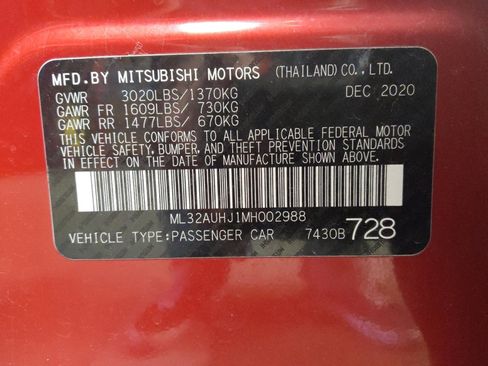 MFD.BY MITSUBISHI MOTORS (THAILAND) CO., LTD.
GVWR 3020LBS/1370KG DEC 2020
GAWR FR 1609LBS/ 730KG
GAWR RR 1477LBS/ 670KG
THIS VEHICLE CONFORMS TO ALL APPLICABLE FEDERAL MOTOR
VEHICLE SAFETY, BUMPER, AND THEFT PREVENTION STANDARDS
IN EFFECT ON THE DATE OF MANUFACTURE SHOWN ABOVE.
ML32AUHJ1MH002988
VEHICLE TYPE:PASSENGER CAR 7430B 728